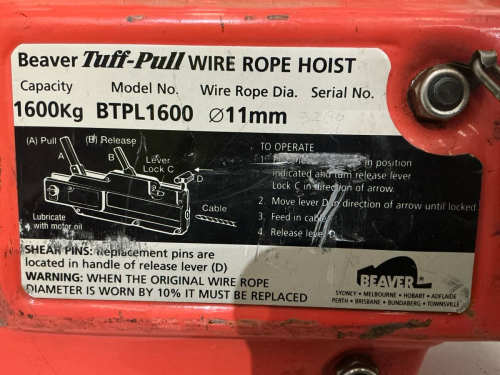 Beaver Tuff-Pull WIRE ROPE HOIST
Capacity Model No. Wire Rope Dia. Serial No.
1600Kg BTPL1600 ∅11mm
(A) Pull (B) Release
A B Lever
Lock C D
Cable
Lubricate
with motor oil
TO OPERATE
in position
indicated and turn release lever
Lock C in direction of arrow.
2. Move lever D in direction of arrow until locked
3. Feed in cable
4. Release lever
SHEAR PINS: Replacement pins are
located in handle of release lever (D)
WARNING: WHEN THE ORIGINAL WIRE ROPE
DIAMETER IS WORN BY 10% IT MUST BE REPLACED
BEAVER ®
SYDNEY • MELBOURNE • HOBART • ADELAIDE
PERTH • BRISBANE • BUNDABERG • TOWNSVILLE